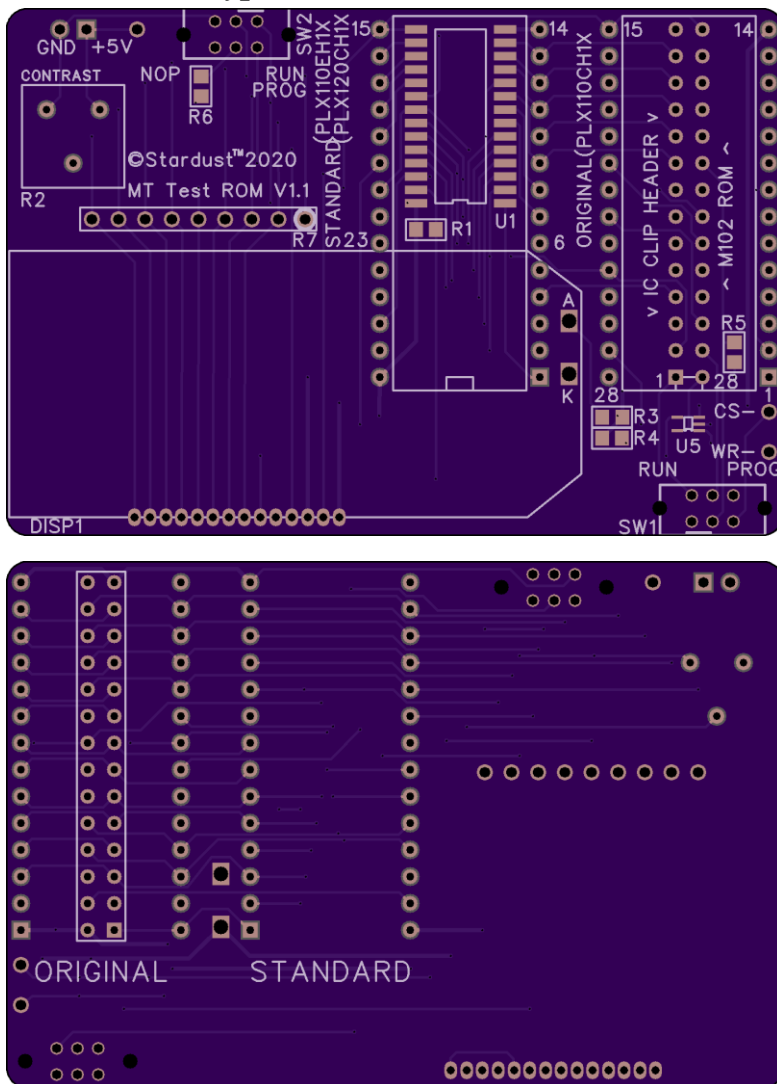 GND +5V
SW2
15
14
15
14
CONTRAST
NOP
RUN
PROG
R6
(PLX110EH1X
(PLX120CH1X
STANDARD
ORIGINAL(PLX110CH1X
©Stardust™2020
R2
MT Test ROM V1.1
R7
23
R1
U1
6
v IC CLIP HEADER v
< M102 ROM <
A
K
R5
1
28
1
28
R3
R4
CS-
U5
WR-
RUN
PROG
DISP1
SW1
ORIGINAL
STANDARD